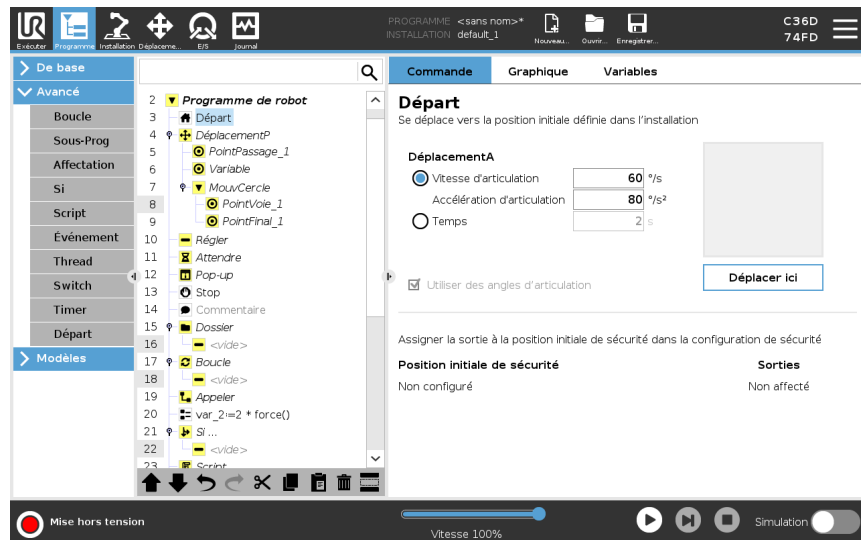 PROGRAMME <sans nom>*
INSTALLATION default_1
C36D
74FD
Exécuter
Programme
Installation
Déplaceme...
E/S
Journal
Nouveau...
Ouvrir...
Enregistrer...
De base
Avancé
Boucle
Sous-Prog
Affectation
Si
Script
Événement
Thread
Switch
Timer
Départ
Modèles
2 Programme de robot
3 Départ
4 DéplacementP
5 PointPassage_1
6 Variable
7 MouvCercle
8 PointVoie_1
9 PointFinal_1
10 Régler
11 Attendre
12 Pop-up
13 Stop
14 Commentaire
15 Dossier
16 <vide>
17 Boucle
18 <vide>
19 Appeler
20 var_2≔2 * force()
21 Si ...
22 <vide>
23 Script
Commande Graphique Variables
Départ
Se déplace vers la position initiale définie dans l'installation
DéplacementA
Vitesse d'articulation 60 °/s
Accélération d'articulation 80 °/s²
Temps 2 s
Déplacer ici
Utiliser des angles d'articulation
Assigner la sortie à la position initiale de sécurité dans la configuration de sécurité
Position initiale de sécurité Sorties
Non configuré Non affecté
Mise hors tension
Vitesse 100%
Simulation